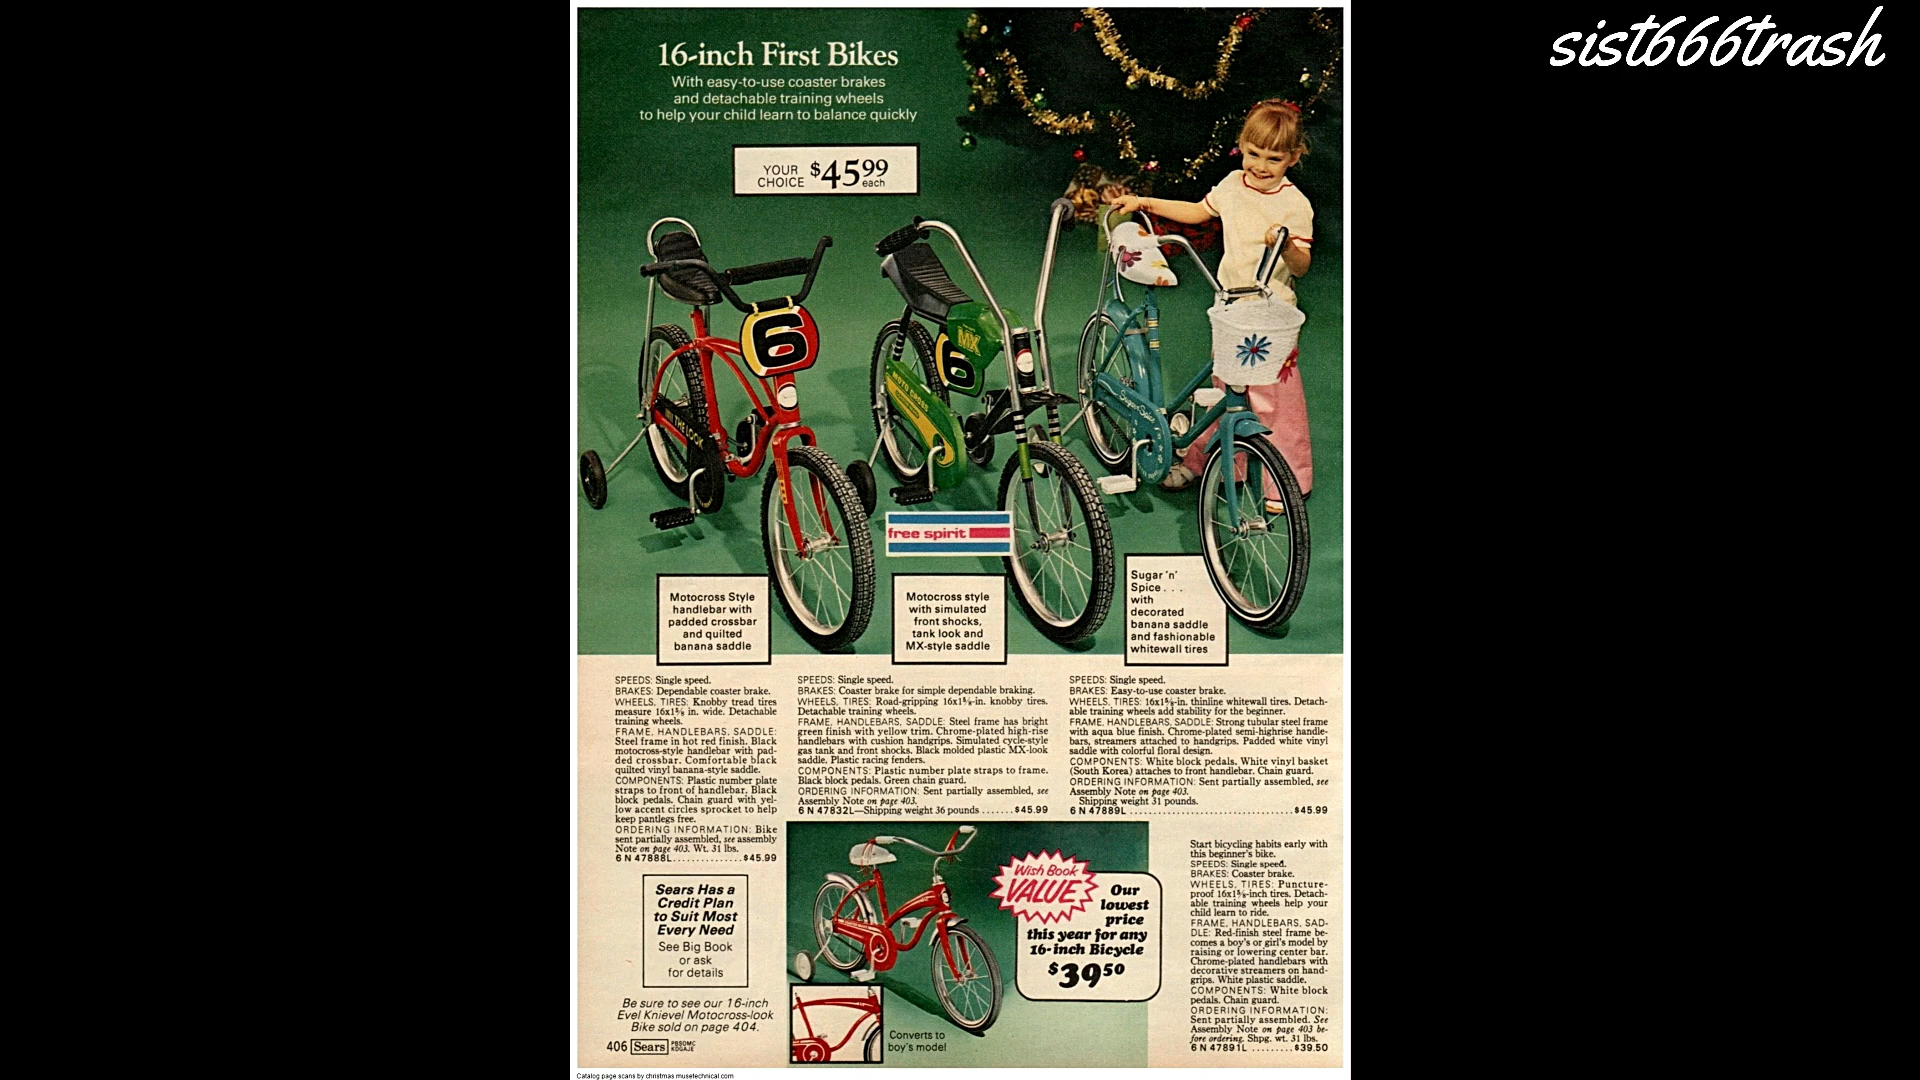 sist666trash
16-inch First Bikes
With easy-to-use coaster brakes
and detachable training wheels
to help your child learn to balance quickly
YOUR CHOICE $45.99 each
6
THE LOOK
MX
6
MOTO CROSS
Sugar 'n' Spice
free spirit
Motocross Style
handlebar with
padded crossbar
and quilted
banana saddle
Motocross style
with simulated
front shocks,
tank look and
MX-style saddle
Sugar 'n'
Spice . . .
with
decorated
banana saddle
and fashionable
whitewall tires
SPEEDS: Single speed.
BRAKES: Dependable coaster brake.
WHEELS, TIRES: Knobby tread tires
measure 16x1⅝ in. wide. Detachable
training wheels.
FRAME, HANDLEBARS, SADDLE:
Steel frame in hot red finish. Black
motocross-style handlebar with pad-
ded crossbar. Comfortable black
quilted vinyl banana-style saddle.
COMPONENTS: Plastic number plate
straps to front of handlebar. Black
block pedals. Chain guard with yel-
low accent circles sprocket to help
keep pantlegs free.
ORDERING INFORMATION: Bike
sent partially assembled, see assembly
Note on page 403. Wt. 31 lbs.
6 N 47888L...............$45.99
SPEEDS: Single speed.
BRAKES: Coaster brake for simple dependable braking.
WHEELS, TIRES: Road-gripping 16x1⅝-in. knobby tires.
Detachable training wheels.
FRAME, HANDLEBARS, SADDLE: Steel frame has bright
green finish with yellow trim. Chrome-plated high-rise
handlebars with cushion handgrips. Simulated cycle-style
gas tank and front shocks. Black molded plastic MX-look
saddle. Plastic racing fenders.
COMPONENTS: Plastic number plate straps to frame.
Black block pedals. Green chain guard.
ORDERING INFORMATION: Sent partially assembled, see
Assembly Note on page 403.
6 N 47832L—Shipping weight 36 pounds.......$45.99
SPEEDS: Single speed.
BRAKES: Easy-to-use coaster brake.
WHEELS, TIRES: 16x1⅝-in. thinline whitewall tires. Detach-
able training wheels add stability for the beginner.
FRAME, HANDLEBARS, SADDLE: Strong tubular steel frame
with aqua blue finish. Chrome-plated semi-highrise handle-
bars, streamers attached to handgrips. Padded white vinyl
saddle with colorful floral design.
COMPONENTS: White block pedals. White vinyl basket
(South Korea) attaches to front handlebar. Chain guard.
ORDERING INFORMATION: Sent partially assembled, see
Assembly Note on page 403.
Shipping weight 31 pounds.
6 N 47889L...................................$45.99
Sears Has a
Credit Plan
to Suit Most
Every Need
See Big Book
or ask
for details
Be sure to see our 16-inch
Evel Knievel Motocross-look
Bike sold on page 404.
Wish Book
VALUE
Our
lowest
price
this year for any
16-inch Bicycle
$39.50
Converts to
boy's model
Start bicycling habits early with
this beginner's bike.
SPEEDS: Single speed.
BRAKES: Coaster brake.
WHEELS, TIRES: Puncture-
proof 16x1⅝-inch tires. Detach-
able training wheels help your
child learn to ride.
FRAME, HANDLEBARS, SAD-
DLE: Red-finish steel frame be-
comes a boy's or girl's model by
raising or lowering center bar.
Chrome-plated handlebars with
decorative streamers on hand-
grips. White plastic saddle.
COMPONENTS: White block
pedals. Chain guard.
ORDERING INFORMATION:
Sent partially assembled. See
Assembly Note on page 403 be-
fore ordering. Shpg. wt. 31 lbs.
6 N 47891L.........$39.50
406 Sears PBSDMC
KDGAJE
Catalog page scans by christmas.musetechnical.com